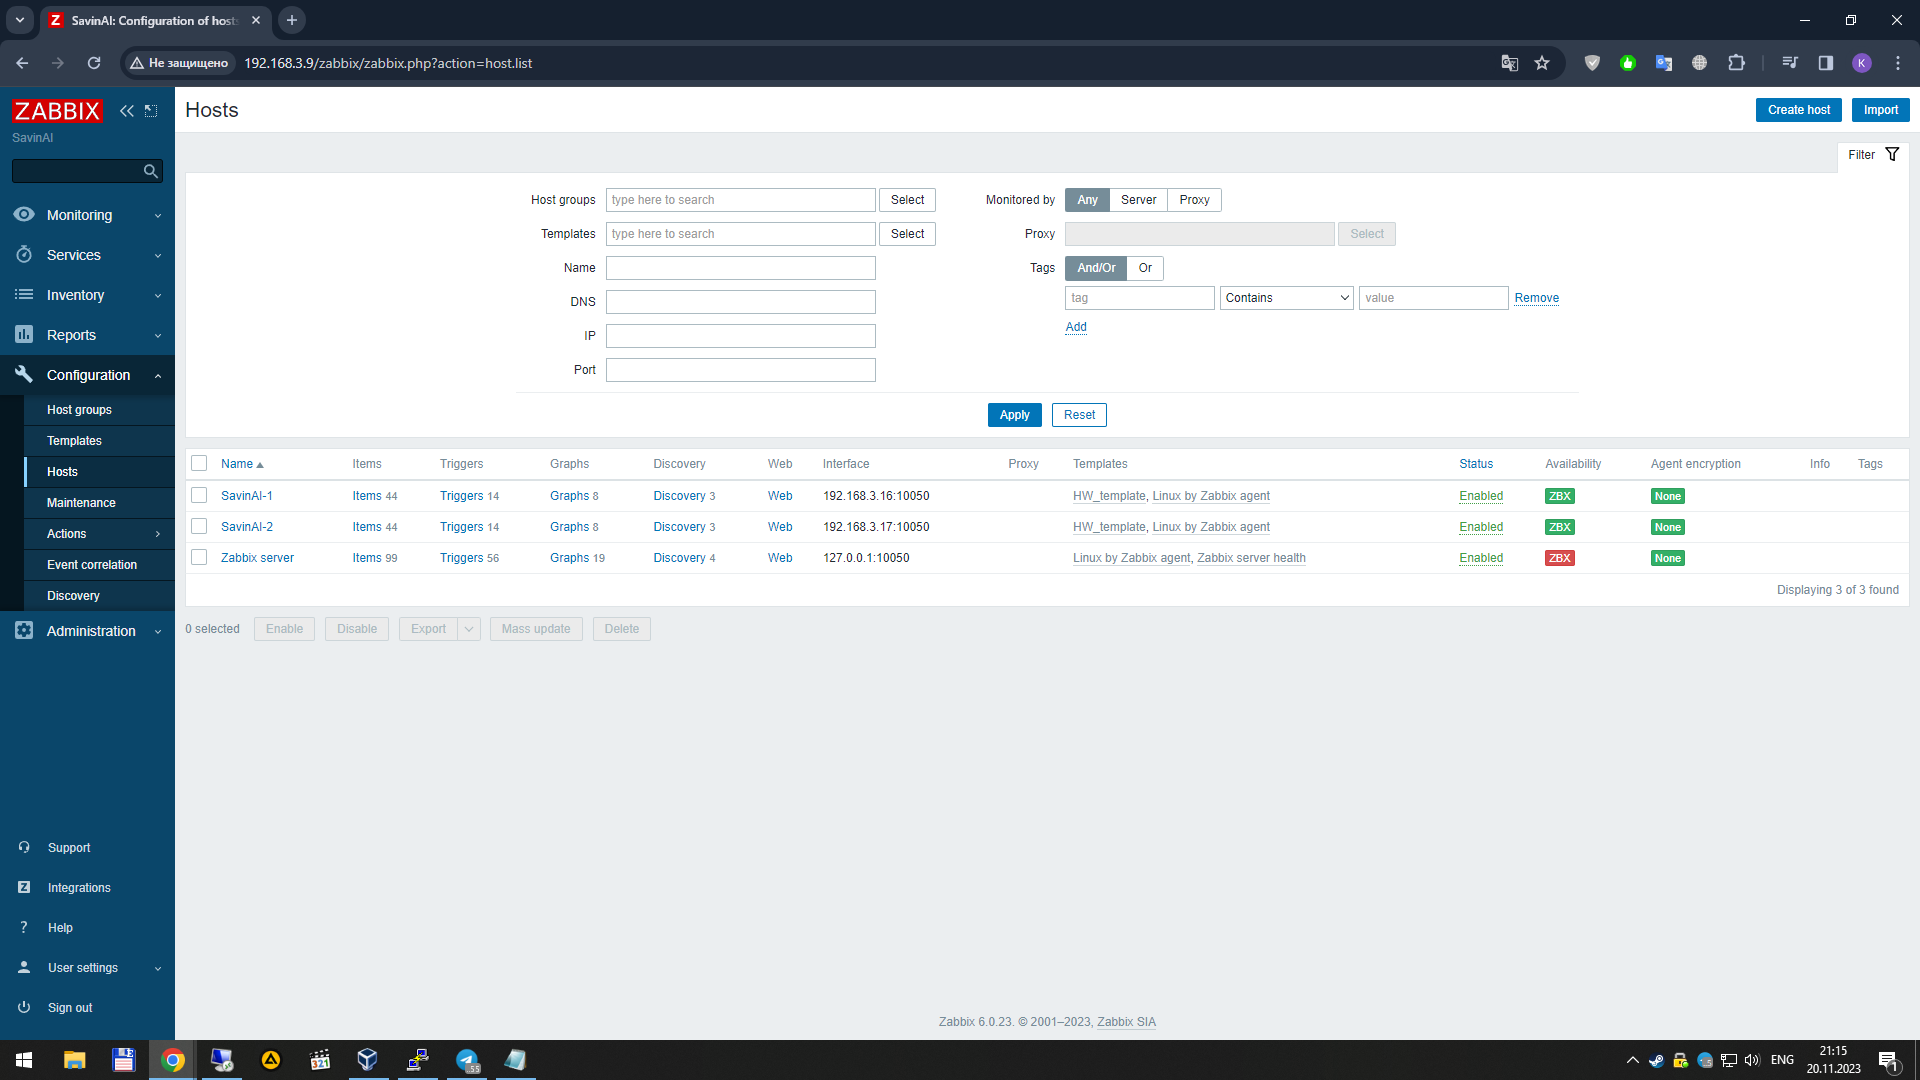 SavinAI: Configuration of hosts
Не защищено 192.168.3.9/zabbix/zabbix.php?action=host.list
K
ZABBIX
SavinAI
Monitoring
Services
Inventory
Reports
Configuration
Host groups
Templates
Hosts
Maintenance
Actions
Event correlation
Discovery
Administration
Support
Integrations
Help
User settings
Sign out
Hosts
Create host Import
Filter
Host groups type here to search Select
Templates type here to search Select
Name
DNS
IP
Port
Monitored by Any Server Proxy
Proxy Select
Tags And/Or Or
tag Contains value Remove
Add
Apply Reset
Name Items Triggers Graphs Discovery Web Interface Proxy Templates Status Availability Agent encryption Info Tags
SavinAI-1 Items 44 Triggers 14 Graphs 8 Discovery 3 Web 192.168.3.16:10050 HW_template, Linux by Zabbix agent Enabled ZBX None
SavinAI-2 Items 44 Triggers 14 Graphs 8 Discovery 3 Web 192.168.3.17:10050 HW_template, Linux by Zabbix agent Enabled ZBX None
Zabbix server Items 99 Triggers 56 Graphs 19 Discovery 4 Web 127.0.0.1:10050 Linux by Zabbix agent, Zabbix server health Enabled ZBX None
Displaying 3 of 3 found
0 selected Enable Disable Export Mass update Delete
Zabbix 6.0.23. © 2001–2023, Zabbix SIA
321
55
ENG
21:15
20.11.2023
1